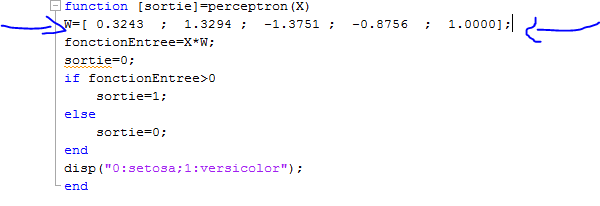 function [sortie]=perceptron(X)
W=[ 0.3243 ; 1.3294 ; -1.3751 ; -0.8756 ; 1.0000];
fonctionEntree=X*W;
sortie=0;
if fonctionEntree>0
sortie=1;
else
sortie=0;
end
disp("0:setosa;1:versicolor");
end